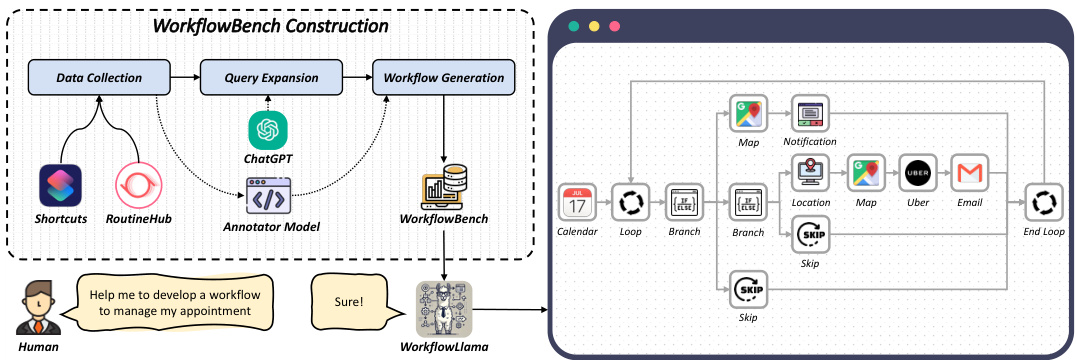 WorkflowBench Construction
Data Collection
Query Expansion
Workflow Generation
ChatGPT
Shortcuts
RoutineHub
Annotator Model
WorkflowBench
Human
Help me to develop a workflow
to manage my appointment
Sure!
WorkflowLlama
JUL
17
Calendar
Loop
IF
ELSE
Branch
IF
ELSE
Branch
Map
Notification
Location
Map
UBER
Uber
Email
SKIP
Skip
SKIP
Skip
End Loop